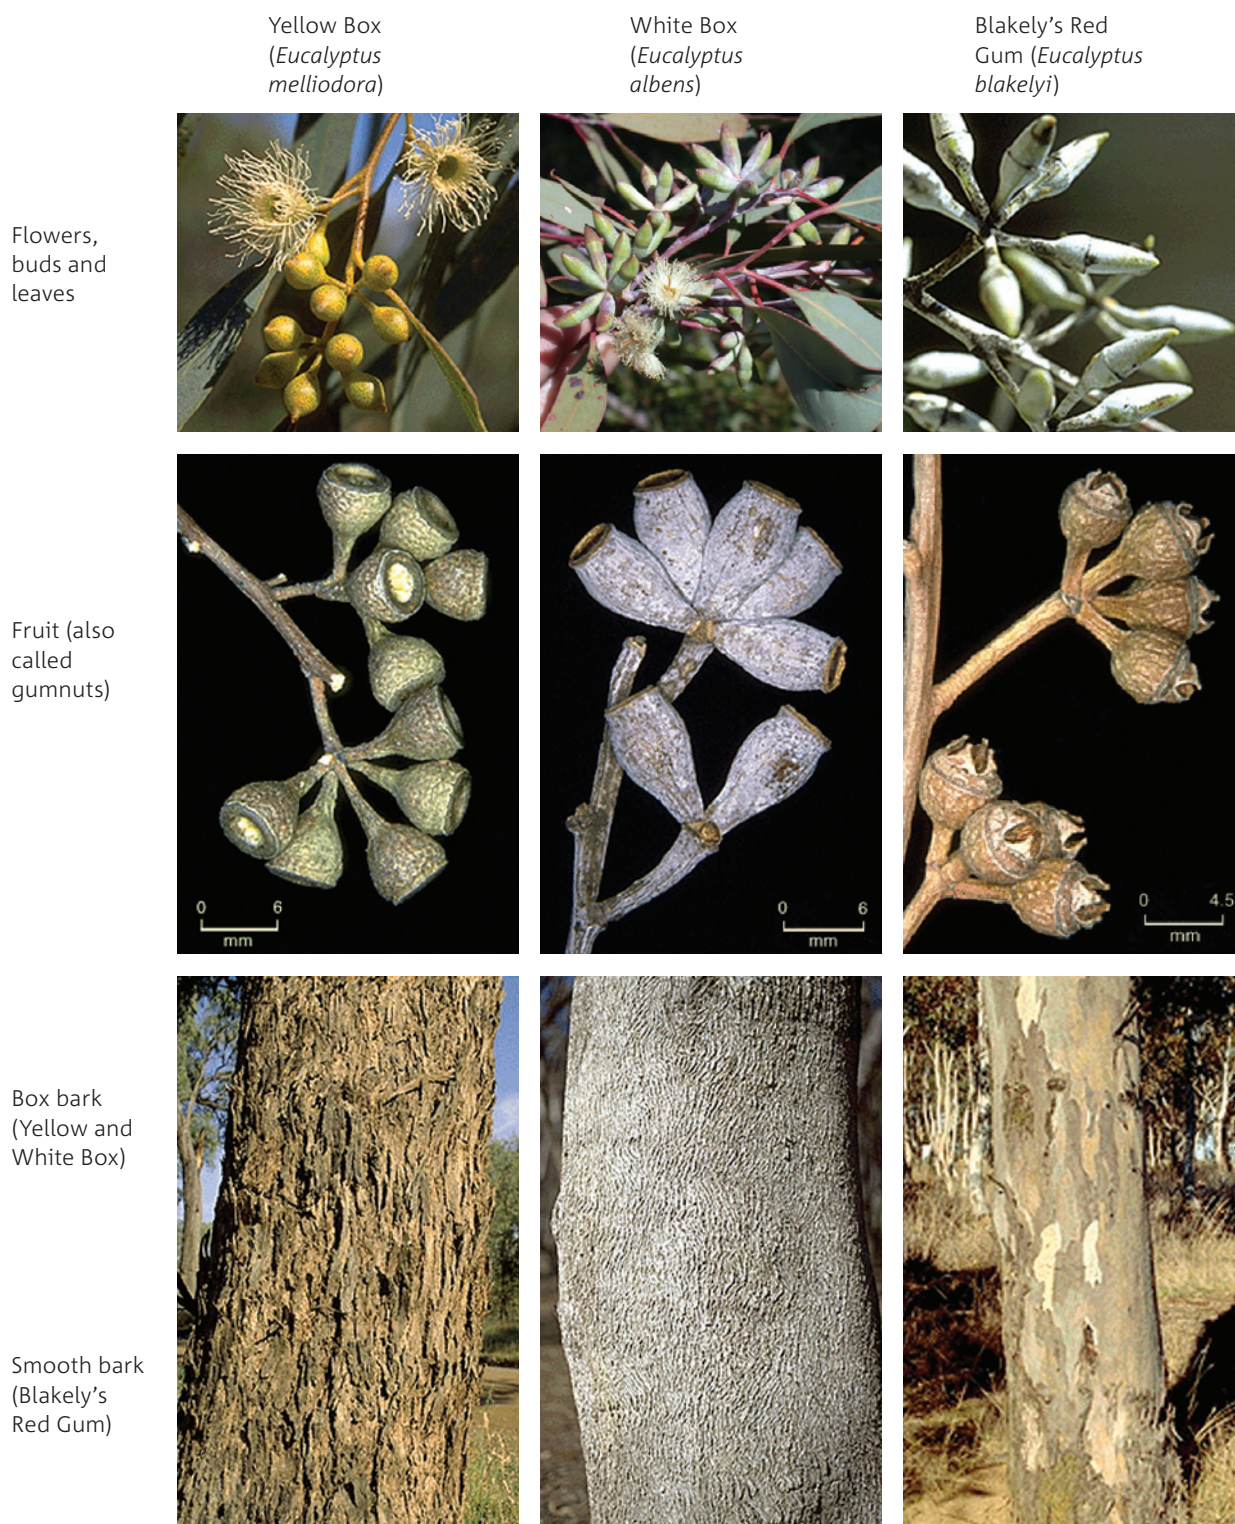 Yellow Box
(Eucalyptus
melliodora)
White Box
(Eucalyptus
albens)
Blakely’s Red
Gum (Eucalyptus
blakelyi)
Flowers,
buds and
leaves
Fruit (also
called
gumnuts)
0 6
mm
0 6
mm
0 4.5
mm
Box bark
(Yellow and
White Box)
Smooth bark
(Blakely’s
Red Gum)